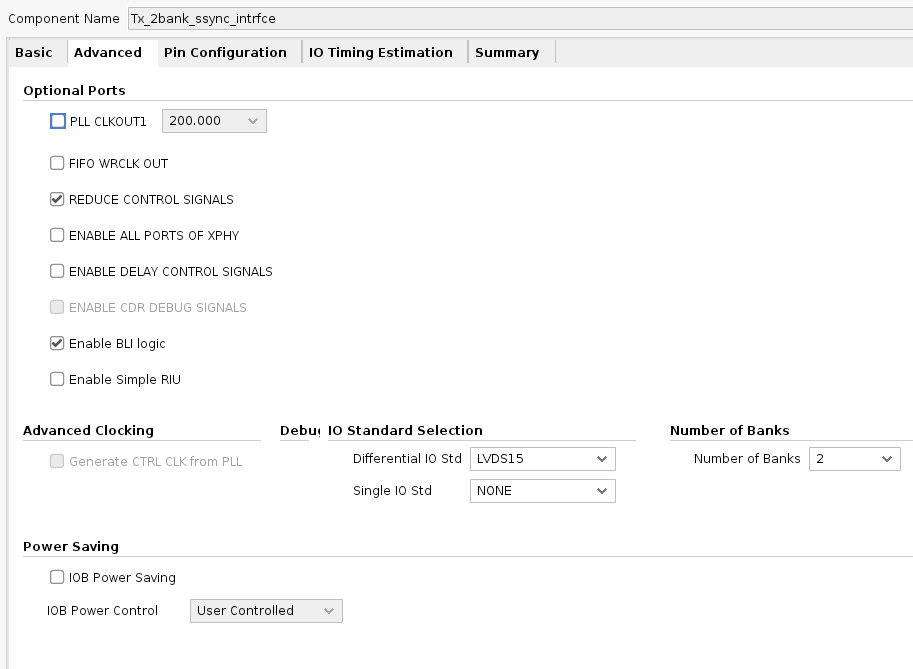 Component Name Tx_2bank_ssync_intrfce
Basic Advanced Pin Configuration IO Timing Estimation Summary
Optional Ports
PLL CLKOUT1 200.000
FIFO WRCLK OUT
REDUCE CONTROL SIGNALS
ENABLE ALL PORTS OF XPHY
ENABLE DELAY CONTROL SIGNALS
ENABLE CDR DEBUG SIGNALS
Enable BLI logic
Enable Simple RIU
Advanced Clocking Debug IO Standard Selection Number of Banks
Generate CTRL CLK from PLL Differential IO Std LVDS15 Number of Banks 2
Single IO Std NONE
Power Saving
IOB Power Saving
IOB Power Control User Controlled